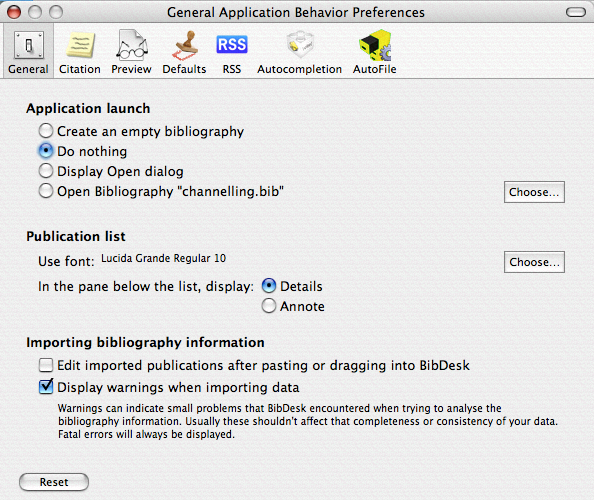 General Application Behavior Preferences
General Citation Preview Defaults RSS RSS Autocompletion AutoFile
Application launch
Create an empty bibliography
Do nothing
Display Open dialog
Open Bibliography "channelling.bib" Choose...
Publication list
Use font: Lucida Grande Regular 10 Choose...
In the pane below the list, display: Details
Annote
Importing bibliography information
Edit imported publications after pasting or dragging into BibDesk
Display warnings when importing data
Warnings can indicate small problems that BibDesk encountered when trying to analyse the
bibliography information. Usually these shouldn't affect that completeness or consistency of your data.
Fatal errors will always be displayed.
Reset